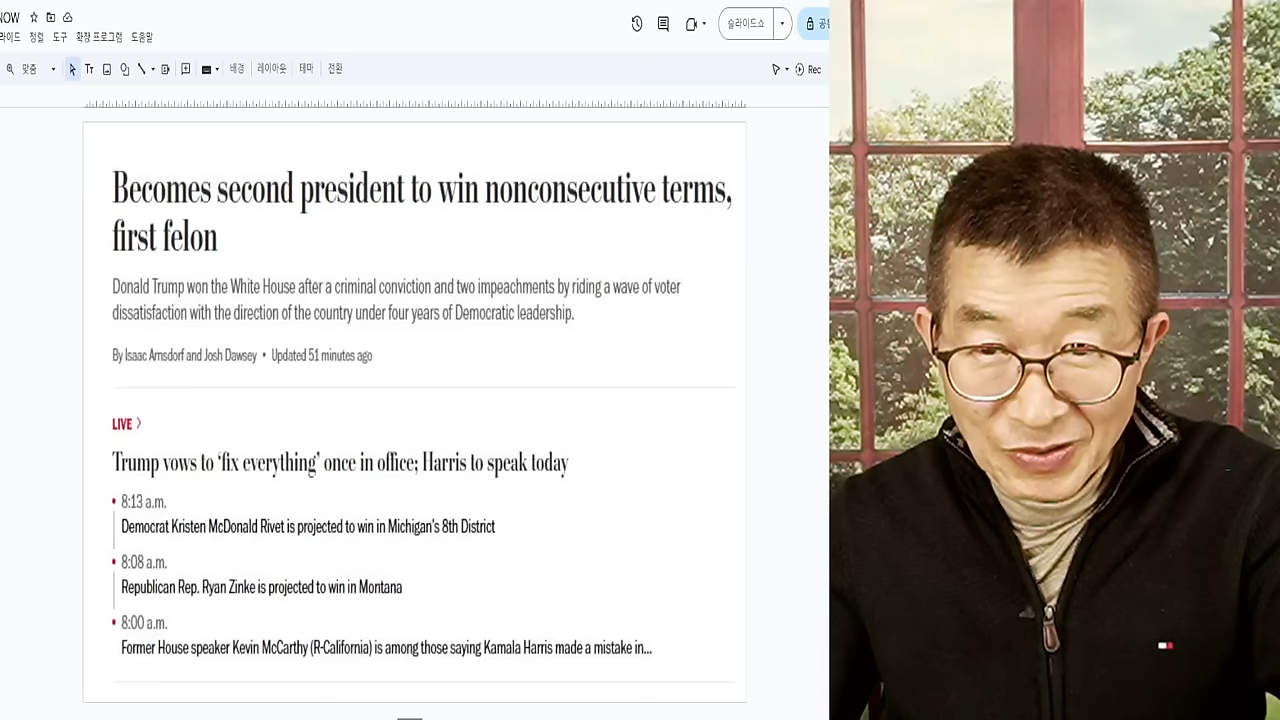 NOW
라이드 정렬 도구 확장 프로그램 도움말
슬라이드쇼
맞춤 Tr 배경 레이아웃 테마 전환 Rec
Becomes second president to win nonconsecutive terms,
first felon
Donald Trump won the White House after a criminal conviction and two impeachments by riding a wave of voter
dissatisfaction with the direction of the country under four years of Democratic leadership.
By Isaac Arnsdorf and Josh Dawsey • Updated 51 minutes ago
LIVE >
Trump vows to ‘fix everything’ once in office; Harris to speak today
8:13 a.m.
Democrat Kristen McDonald Rivet is projected to win in Michigan's 8th District
8:08 a.m.
Republican Rep. Ryan Zinke is projected to win in Montana
8:00 a.m.
Former House speaker Kevin McCarthy (R-California) is among those saying Kamala Harris made a mistake in...